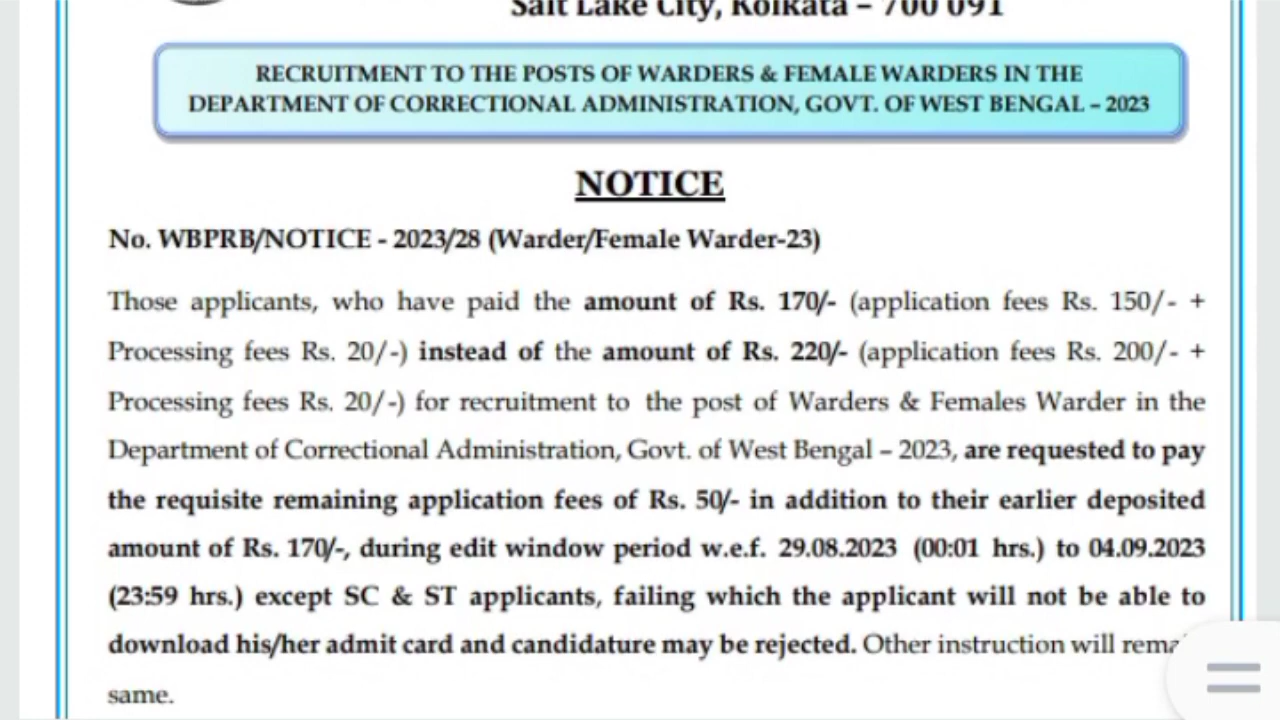 Salt Lake City, Kolkata – 700 091
RECRUITMENT TO THE POSTS OF WARDERS & FEMALE WARDERS IN THE
DEPARTMENT OF CORRECTIONAL ADMINISTRATION, GOVT. OF WEST BENGAL – 2023
NOTICE
No. WBPRB/NOTICE - 2023/28 (Warder/Female Warder-23)
Those applicants, who have paid the amount of Rs. 170/- (application fees Rs. 150/- +
Processing fees Rs. 20/-) instead of the amount of Rs. 220/- (application fees Rs. 200/- +
Processing fees Rs. 20/-) for recruitment to the post of Warders & Females Warder in the
Department of Correctional Administration, Govt. of West Bengal – 2023, are requested to pay
the requisite remaining application fees of Rs. 50/- in addition to their earlier deposited
amount of Rs. 170/-, during edit window period w.e.f. 29.08.2023 (00:01 hrs.) to 04.09.2023
(23:59 hrs.) except SC & ST applicants, failing which the applicant will not be able to
download his/her admit card and candidature may be rejected. Other instruction will
same.